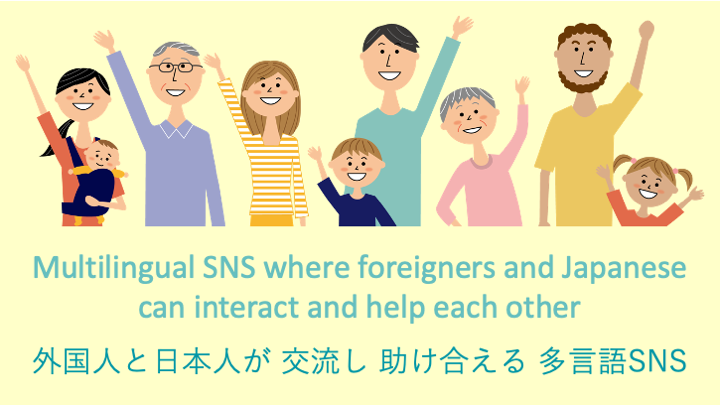 Multilingual SNS where foreigners and Japanese
can interact and help each other
外国人と日本人が 交流し 助け合える 多言語SNS